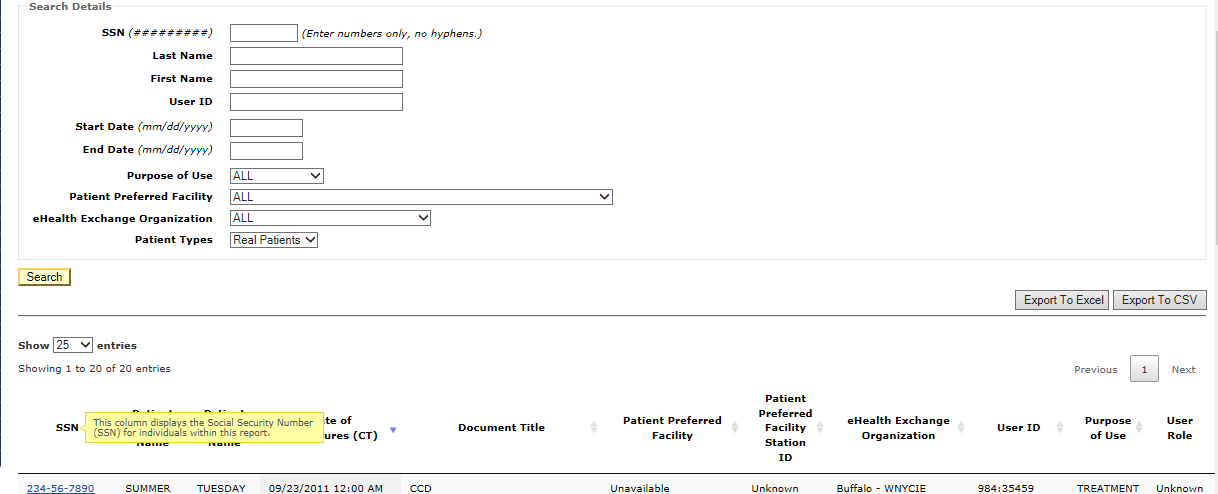 Search Details
SSN (#########) (Enter numbers only, no hyphens.)
Last Name
First Name
User ID
Start Date (mm/dd/yyyy)
End Date (mm/dd/yyyy)
Purpose of Use ALL
Patient Preferred Facility ALL
eHealth Exchange Organization ALL
Patient Types Real Patients
Search
Export To Excel Export To CSV
Show 25 entries
Showing 1 to 20 of 20 entries
Previous 1 Next
SSN
This column displays the Social Security Number
(SSN) for individuals within this report.
(CT)
Document Title
Patient Preferred
Facility
Patient
Preferred
Facility
Station
ID
eHealth Exchange
Organization
User ID
Purpose
of Use
User
Role
234-56-7890 SUMMER TUESDAY 09/23/2011 12:00 AM CCD Unavailable Unknown Buffalo - WNYCIE 984:35459 TREATMENT Unknown